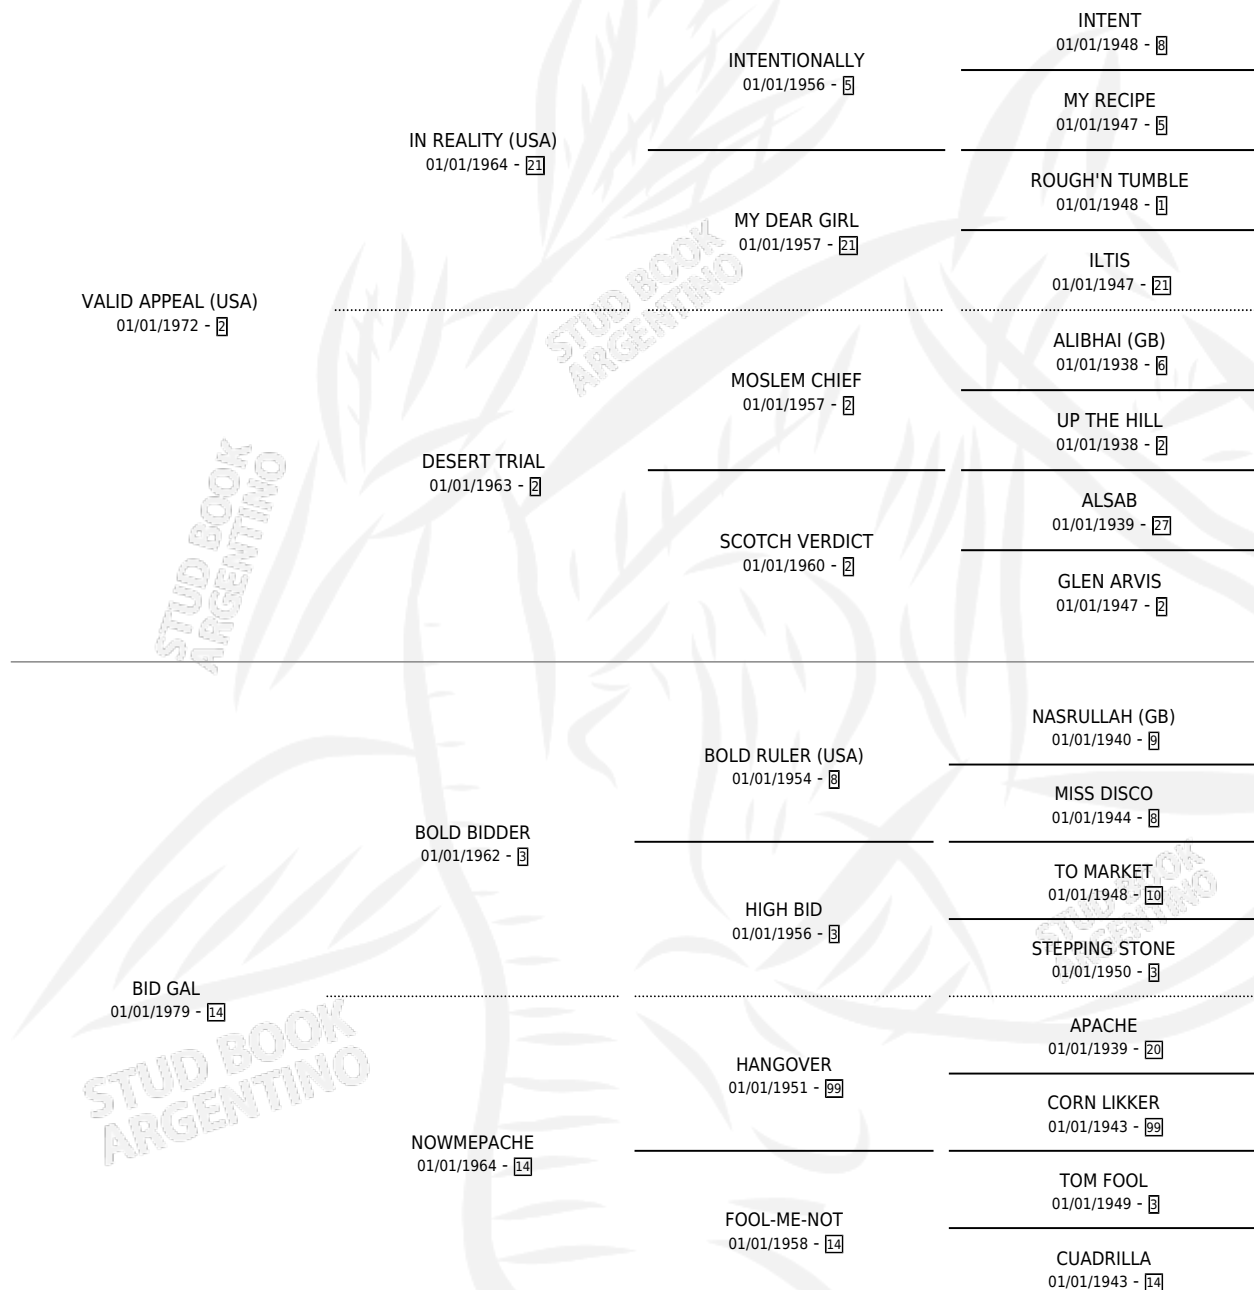 INTENT
01/01/1948 - 8
INTENTIONALLY
01/01/1956 - 5
MY RECIPE
01/01/1947 - 5
IN REALITY (USA)
01/01/1964 - 21
ROUGH'N TUMBLE
01/01/1948 - 1
MY DEAR GIRL
01/01/1957 - 21
ILTIS
01/01/1947 - 21
VALID APPEAL (USA)
01/01/1972 - 2
STUD BOOK
ARGENTINO
ALIBHAI (GB)
01/01/1938 - 6
MOSLEM CHIEF
01/01/1957 - 2
UP THE HILL
01/01/1938 - 2
DESERT TRIAL
01/01/1963 - 2
ALSAB
01/01/1939 - 27
SCOTCH VERDICT
01/01/1960 - 2
GLEN ARVIS
01/01/1947 - 2
STUD BOOK
ARGENTINO
NASRULLAH (GB)
01/01/1940 - 9
BOLD RULER (USA)
01/01/1954 - 8
MISS DISCO
01/01/1944 - 8
BOLD BIDDER
01/01/1962 - 3
TO MARKET
01/01/1948 - 10
HIGH BID
01/01/1956 - 3
STUD BOOK
ARGENTINO
STEPPING STONE
01/01/1950 - 3
BID GAL
01/01/1979 - 14
STUD BOOK
ARGENTINO
APACHE
01/01/1939 - 20
HANGOVER
01/01/1951 - 99
CORN LIKKER
01/01/1943 - 99
NOWMEPACHE
01/01/1964 - 14
TOM FOOL
01/01/1949 - 3
FOOL-ME-NOT
01/01/1958 - 14
CUADRILLA
01/01/1943 - 14